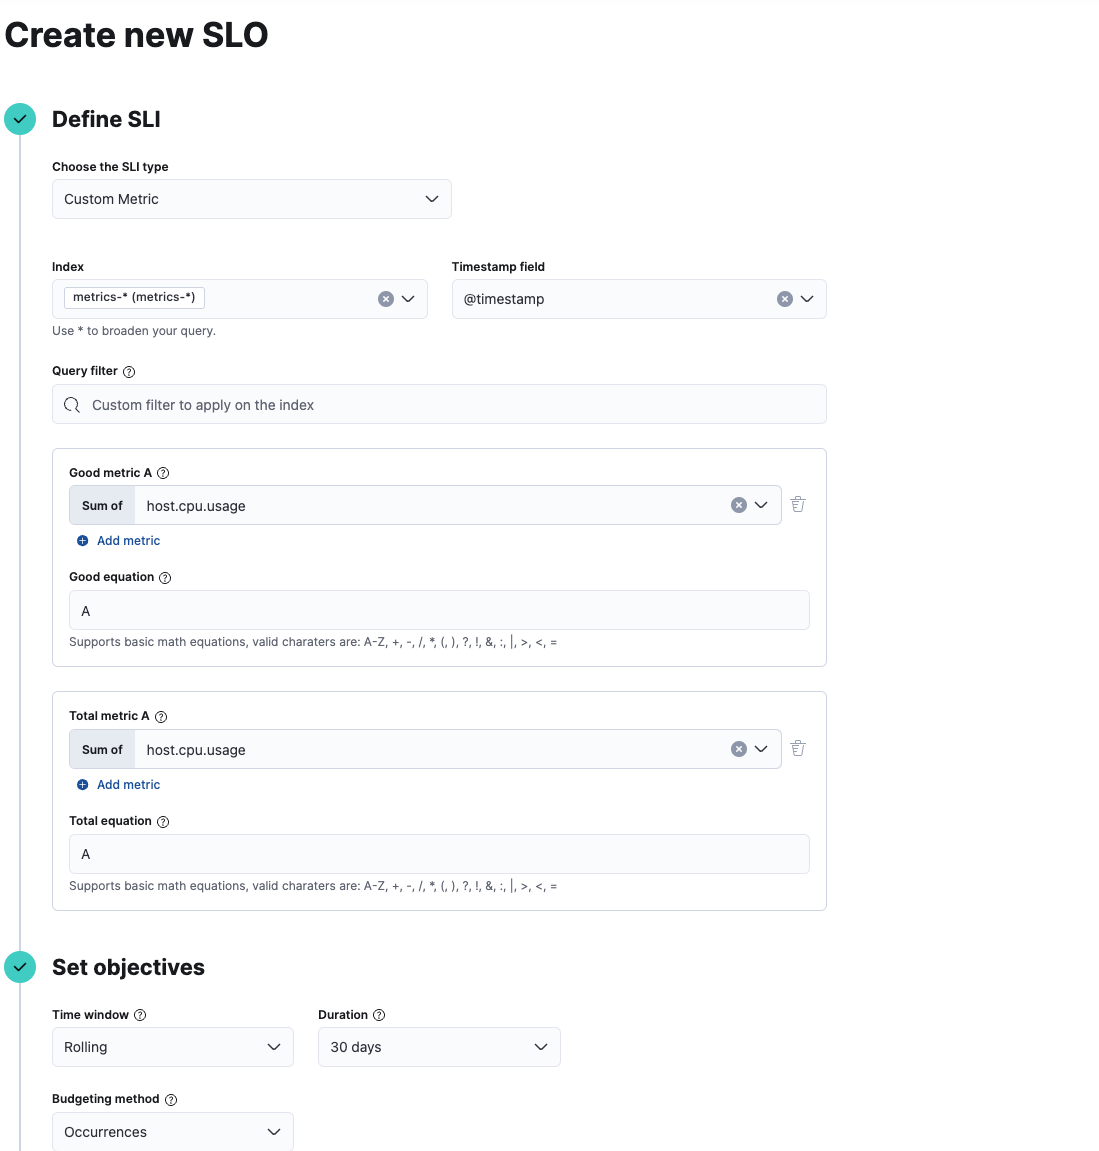 Create new SLO
Define SLI
Choose the SLI type
Custom Metric
Index
Timestamp field
metrics-* (metrics-*)
@timestamp
Use * to broaden your query.
Query filter
Custom filter to apply on the index
Good metric A
Sum of host.cpu.usage
Add metric
Good equation
A
Supports basic math equations, valid charaters are: A-Z, +, -, /, *, (, ), ?, !, &, :, |, >, <, =
Total metric A
Sum of host.cpu.usage
Add metric
Total equation
A
Supports basic math equations, valid charaters are: A-Z, +, -, /, *, (, ), ?, !, &, :, |, >, <, =
Set objectives
Time window
Duration
Rolling
30 days
Budgeting method
Occurrences